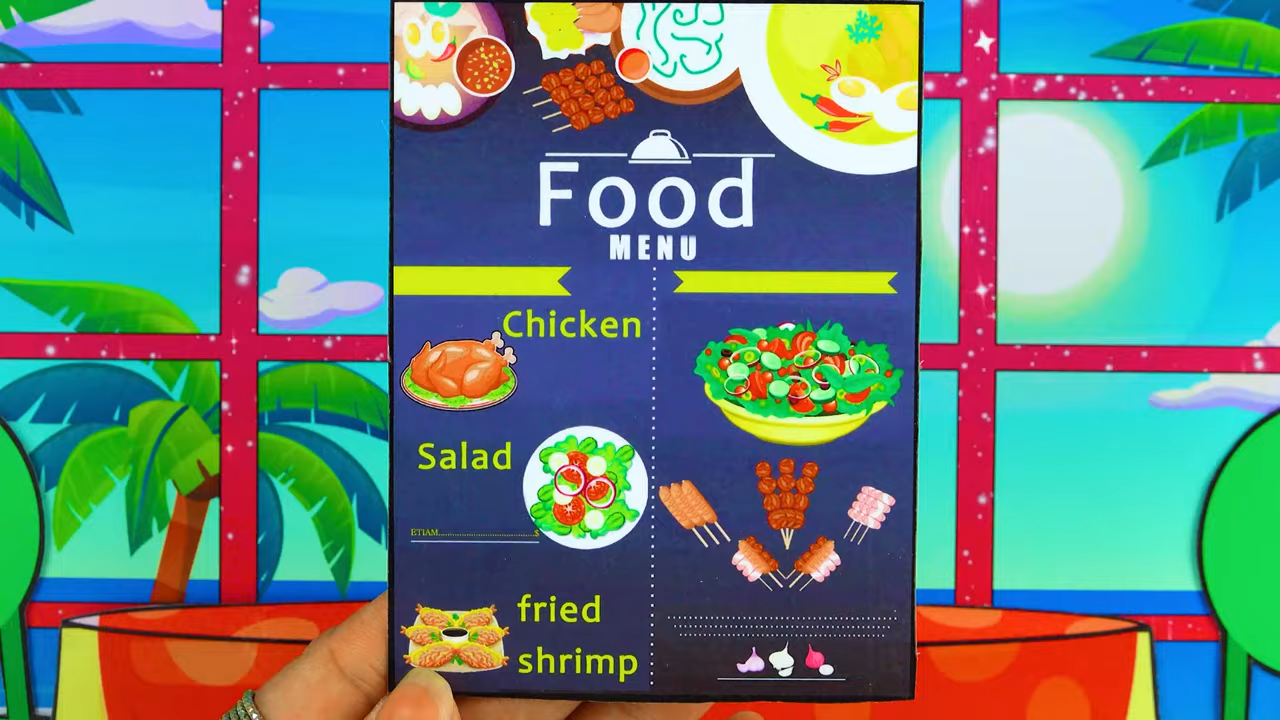 Food
MENU
Chicken
Salad
ETIAM........................................$
fried
shrimp